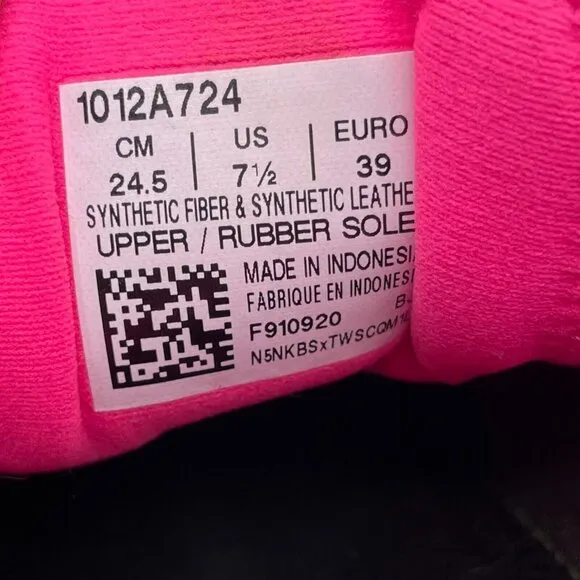 1012A724
CM | US | EURO
24.5 | 7½ | 39
SYNTHETIC FIBER & SYNTHETIC LEATHE
UPPER / RUBBER SOLE
MADE IN INDONESI
FABRIQUE EN INDONES
F910920